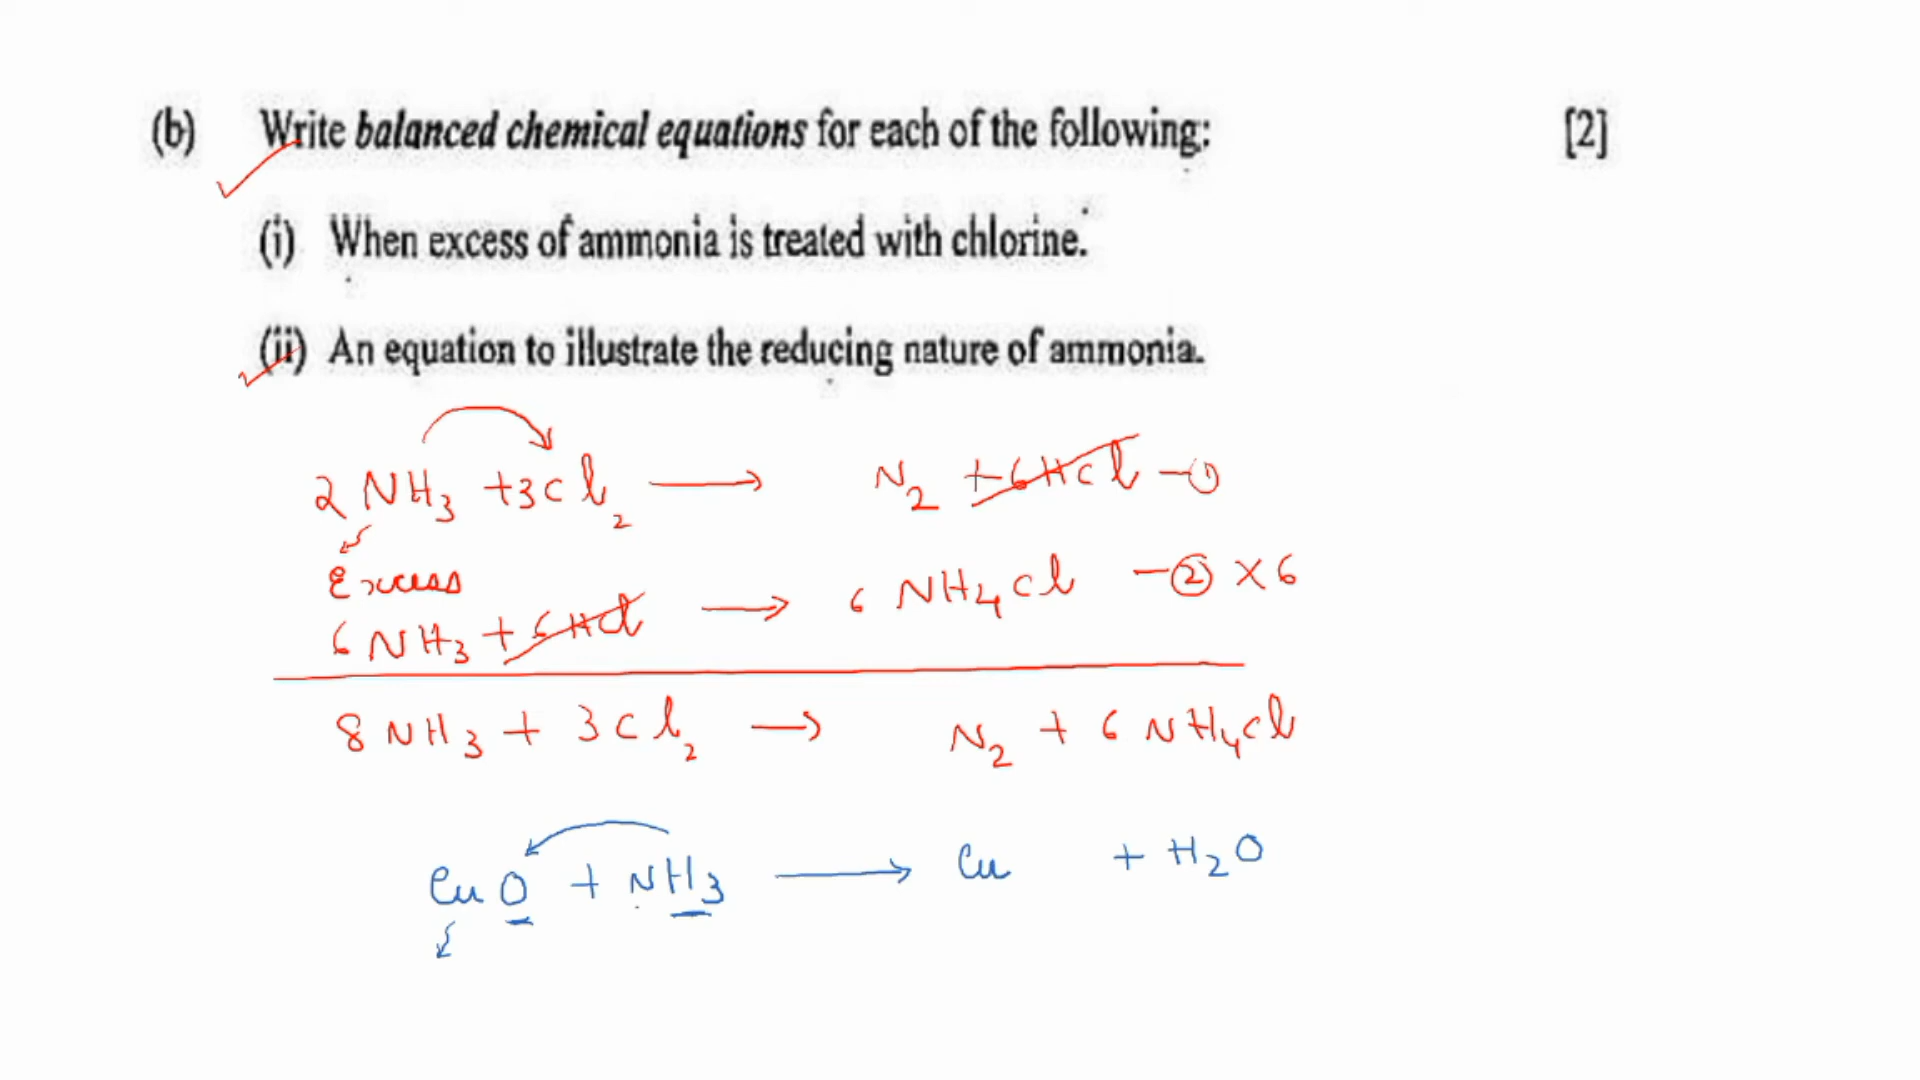 (b) Write balanced chemical equations for each of the following: [2]
(i) When excess of ammonia is treated with chlorine.
(ii) An equation to illustrate the reducing nature of ammonia.
2NH₃ + 3Cl₂ → N₂ + 6HCl — ①
Excess
6NH₃ + 6HCl → 6NH₄Cl — ② × 6
8NH₃ + 3Cl₂ → N₂ + 6NH₄Cl
CuO + NH₃ → Cu + H₂O